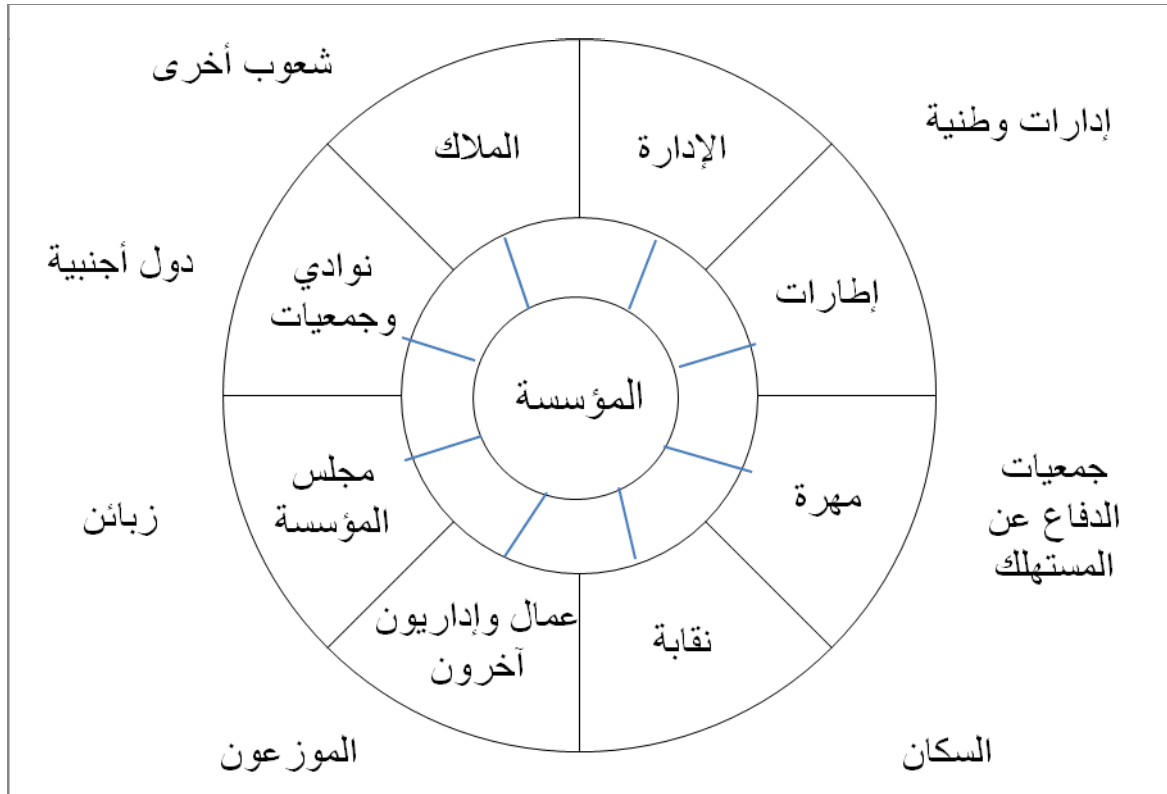 شعوب أخرى
إدارات وطنية
الملاك
الإدارة
دول أجنبية
نوادي
وجمعيات
إطارات
المؤسسة
زبائن
مجلس
المؤسسة
مهرة
جمعيات
الدفاع عن
المستهلك
عمال وإداريون
آخرون
نقابة
الموزعون
السكان